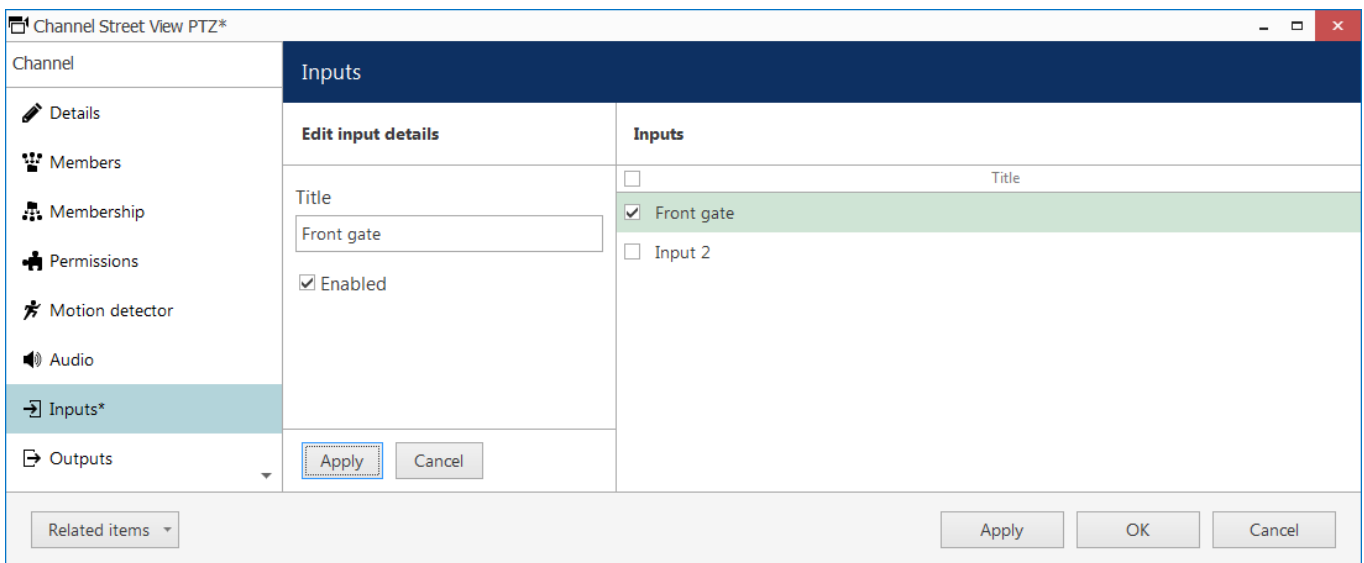 Channel Street View PTZ*
Channel
Details
Members
Membership
Permissions
Motion detector
Audio
Inputs*
Outputs
Inputs
Edit input details
Title
Front gate
Enabled
Apply Cancel
Inputs
Title
Front gate
Input 2
Related items
Apply OK Cancel